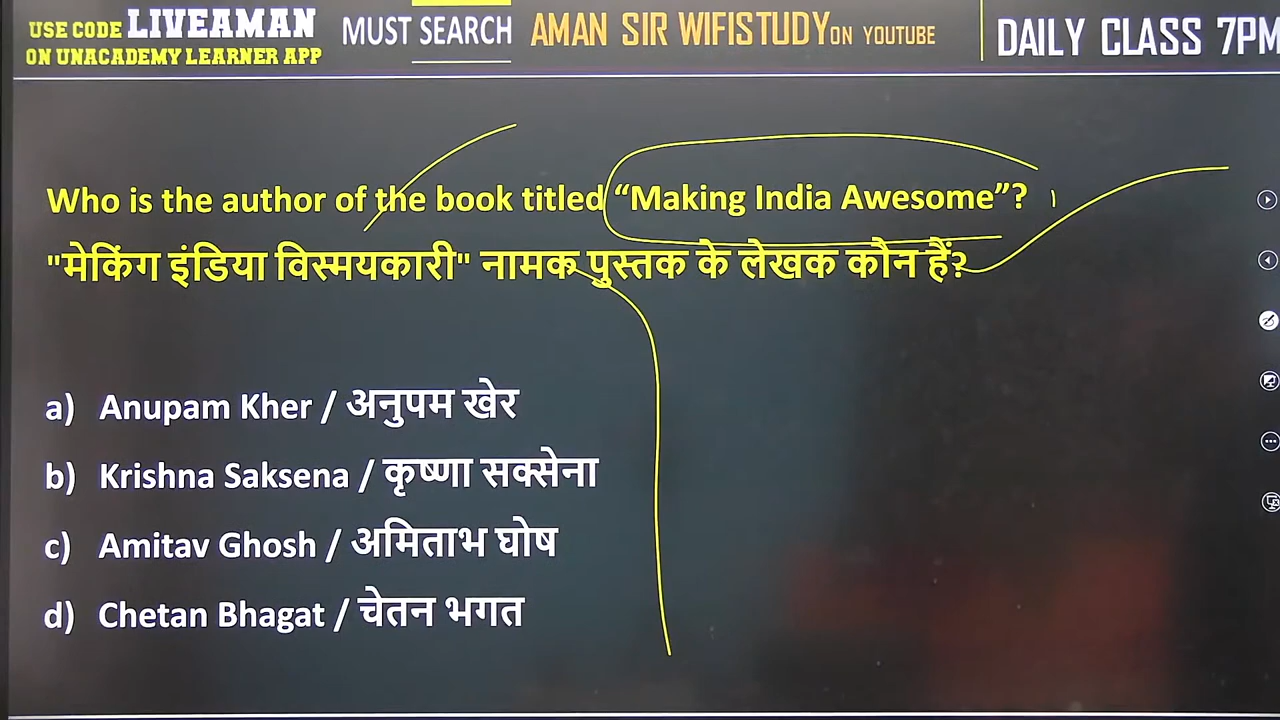 USE CODE LIVEAMAN
ON UNACADEMY LEARNER APP
MUST SEARCH
AMAN SIR WIFISTUDY ON YOUTUBE
DAILY CLASS 7PM
Who is the author of the book titled “Making India Awesome”?
"मेकिंग इंडिया विस्मयकारी" नामक पुस्तक के लेखक कौन हैं?
a) Anupam Kher / अनुपम खेर
b) Krishna Saksena / कृष्णा सक्सेना
c) Amitav Ghosh / अमिताभ घोष
d) Chetan Bhagat / चेतन भगत